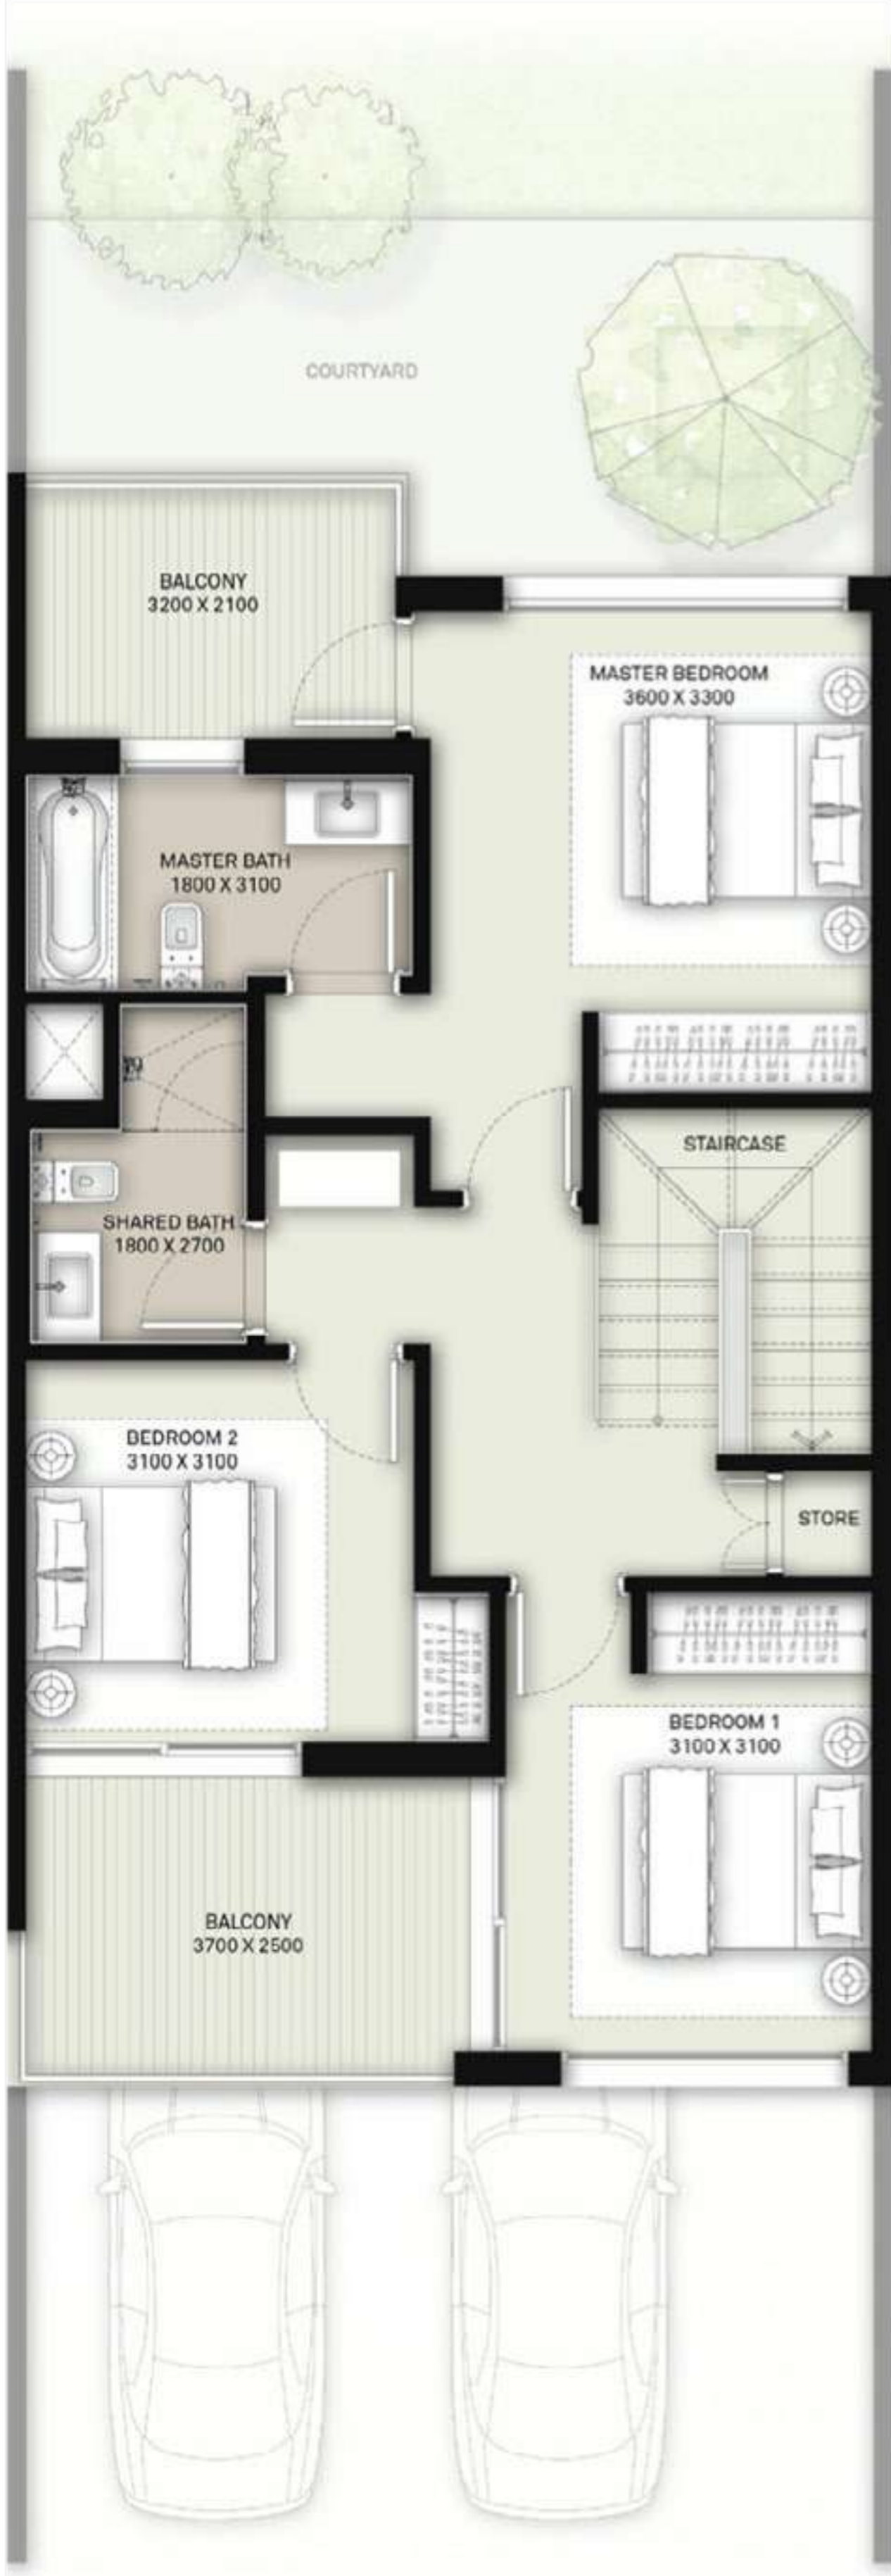 COURTYARD
BALCONY
3200 X 2100
MASTER BEDROOM
3600 X 3300
MASTER BATH
1800 X 3100
STAIRCASE
SHARED BATH
1800 X 2700
BEDROOM 2
3100 X 3100
STORE
BEDROOM 1
3100 X 3100
BALCONY
3700 X 2500